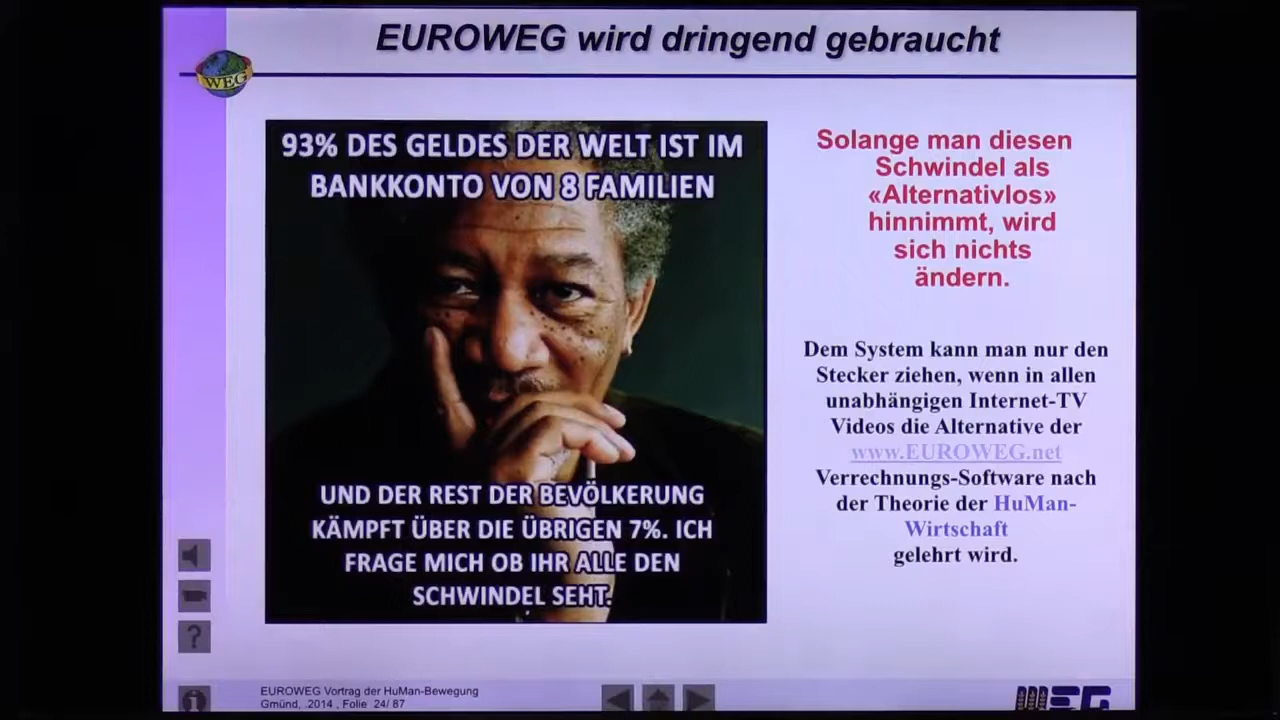 EUROWEG wird dringend gebraucht
WEG
93% DES GELDES DER WELT IST IM
BANKKONTO VON 8 FAMILIEN
UND DER REST DER BEVÖLKERUNG
KÄMPFT ÜBER DIE ÜBRIGEN 7%. ICH
FRAGE MICH OB IHR ALLE DEN
SCHWINDEL SEHT.
Solange man diesen
Schwindel als
«Alternativlos»
hinnimmt, wird
sich nichts
ändern.
Dem System kann man nur den
Stecker ziehen, wenn in allen
unabhängigen Internet-TV
Videos die Alternative der
www.EUROWEG.net
Verrechnungs-Software nach
der Theorie der HuMan-
Wirtschaft
gelehrt wird.
?
i
EUROWEG Vortrag der HuMan-Bewegung
Gmünd, .2014 , Folie 24/ 87
WEG